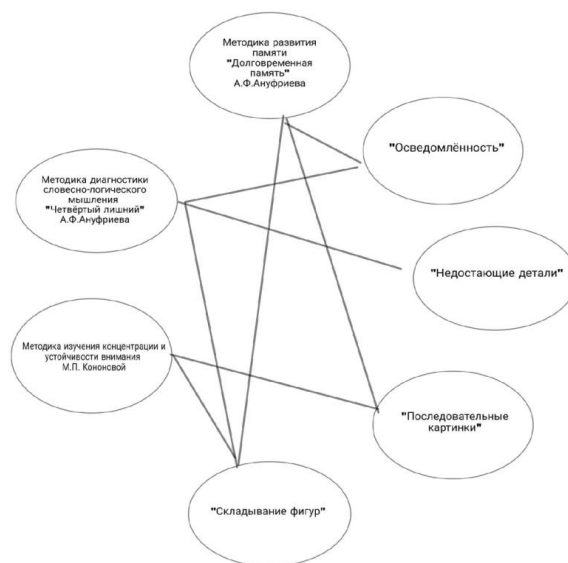 Методика развития
памяти
"Долговременная
память"
А.Ф.Ануфриева
"Осведомлённость"
Методика диагностики
словесно-логического
мышления
"Четвёртый лишний"
А.Ф.Ануфриева
"Недостающие детали"
Методика изучения концентрации и
устойчивости внимания
М.П. Кононовой
"Последовательные
картинки"
"Складывание фигур"